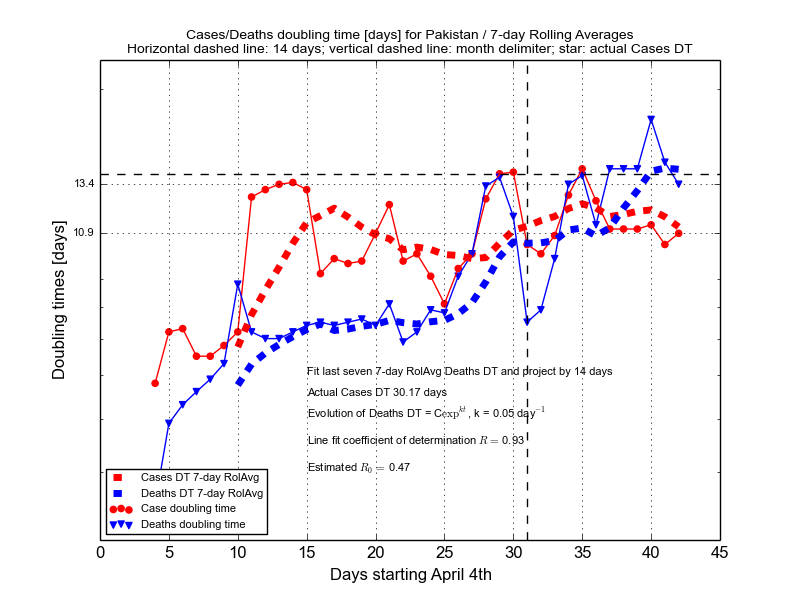 Cases/Deaths doubling time [days] for Pakistan / 7-day Rolling Averages
Horizontal dashed line: 14 days; vertical dashed line: month delimiter; star: actual Cases DT
Doubling times [days]
13.4
10.9
Fit last seven 7-day RolAvg Deaths DT and project by 14 days
Actual Cases DT 30.17 days
Evolution of Deaths DT = Cexp^{kt}, k = 0.05 day^{-1}
Line fit coefficient of determination R = 0.93
Estimated R_0 = 0.47
Cases DT 7-day RolAvg
Deaths DT 7-day RolAvg
Case doubling time
Deaths doubling time
0 5 10 15 20 25 30 35 40 45
Days starting April 4th